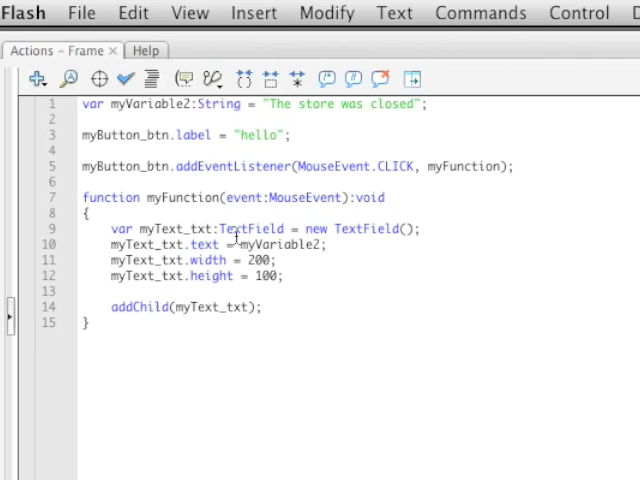 Flash File Edit View Insert Modify Text Commands Control
Actions – Frame × Help
1 var myVariable2:String = "The store was closed";
2
3 myButton_btn.label = "hello";
4
5 myButton_btn.addEventListener(MouseEvent.CLICK, myFunction);
6
7 function myFunction(event:MouseEvent):void
8 {
9 var myText_txt:TextField = new TextField();
10 myText_txt.text = myVariable2;
11 myText_txt.width = 200;
12 myText_txt.height = 100;
13
14 addChild(myText_txt);
15 }